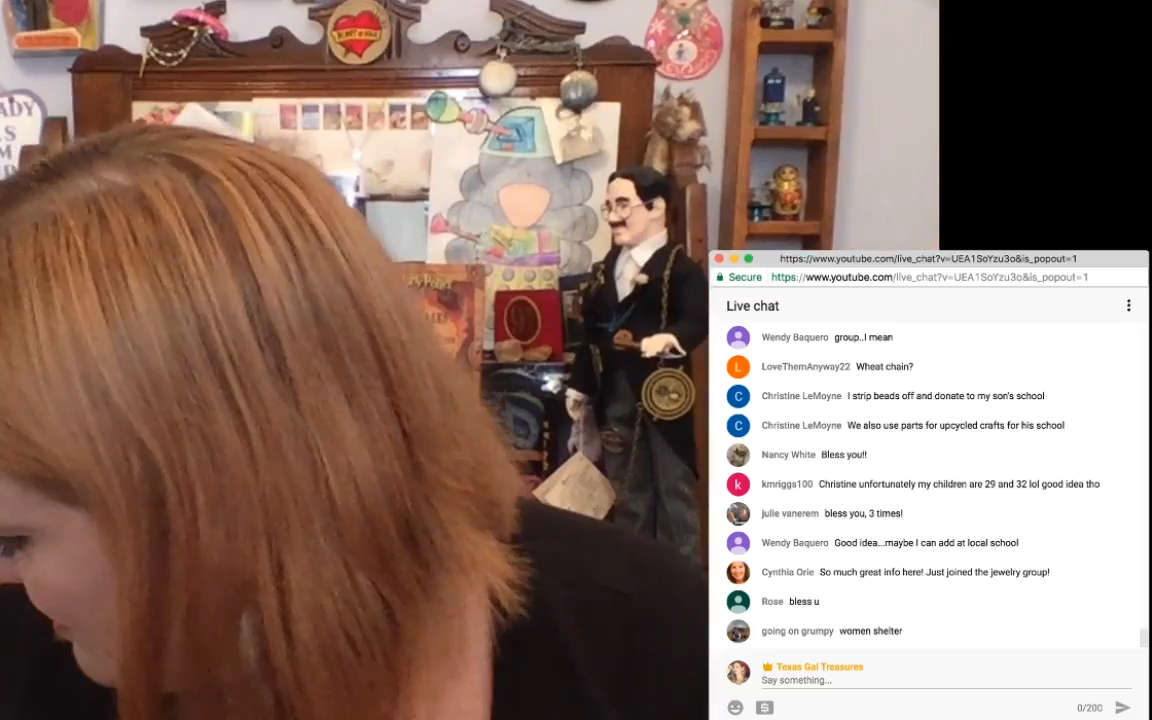 https://www.youtube.com/live_chat?v=UEA1SoYzu3o&is_popout=1
Secure https://www.youtube.com/live_chat?v=UEA1SoYzu3o&is_popout=1
Live chat
Wendy Baquero group..I mean
LoveThemAnyway22 Wheat chain?
Christine LeMoyne I strip beads off and donate to my son's school
Christine LeMoyne We also use parts for upcycled crafts for his school
Nancy White Bless you!!
kmriggs100 Christine unfortunately my children are 29 and 32 lol good idea tho
julie vanerem bless you, 3 times!
Wendy Baquero Good idea...maybe I can add at local school
Cynthia Orie So much great info here! Just joined the jewelry group!
Rose bless u
going on grumpy women shelter
Texas Gal Treasures
Say something...
0/200
L
C
C
k